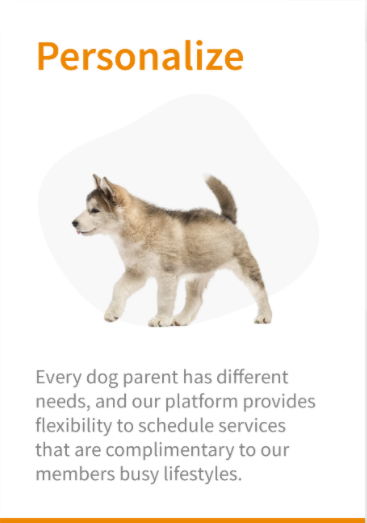 Personalize
Every dog parent has different
needs, and our platform provides
flexibility to schedule services
that are complimentary to our
members busy lifestyles.